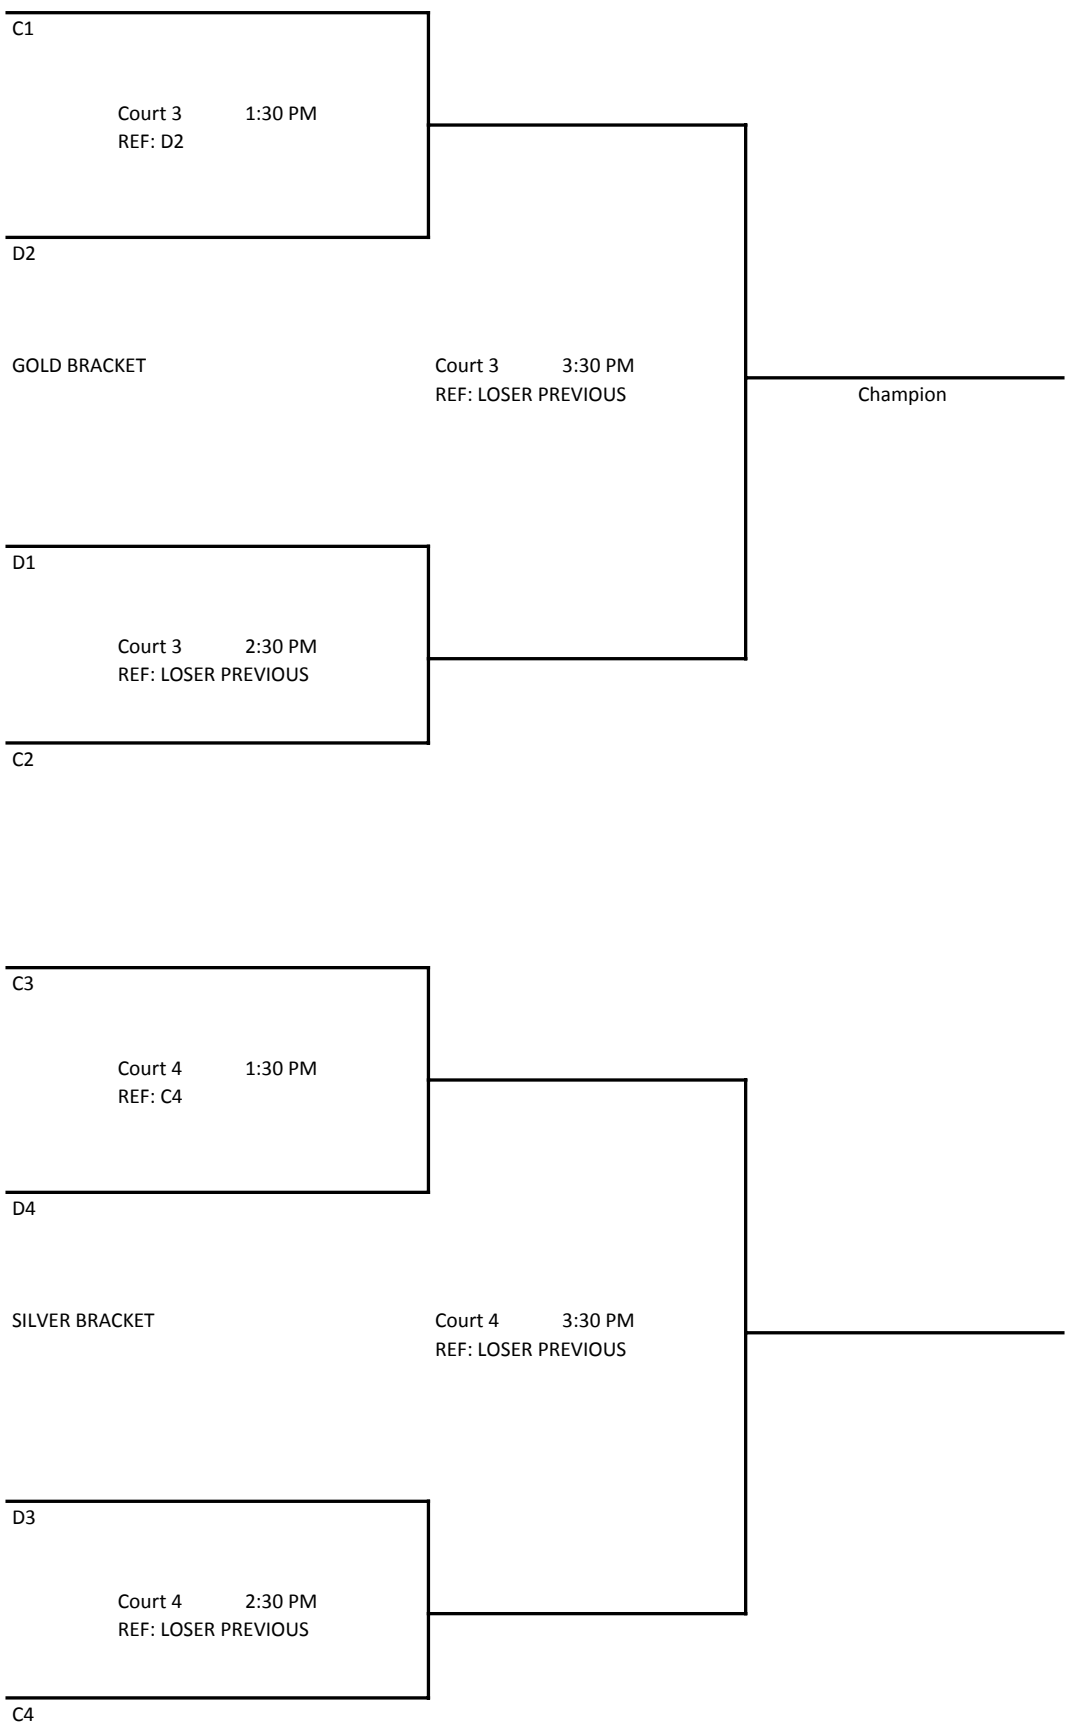 C1
Court 3 1:30 PM
REF: D2
D2
GOLD BRACKET Court 3 3:30 PM
REF: LOSER PREVIOUS Champion
D1
Court 3 2:30 PM
REF: LOSER PREVIOUS
C2
C3
Court 4 1:30 PM
REF: C4
D4
SILVER BRACKET Court 4 3:30 PM
REF: LOSER PREVIOUS
D3
Court 4 2:30 PM
REF: LOSER PREVIOUS
C4